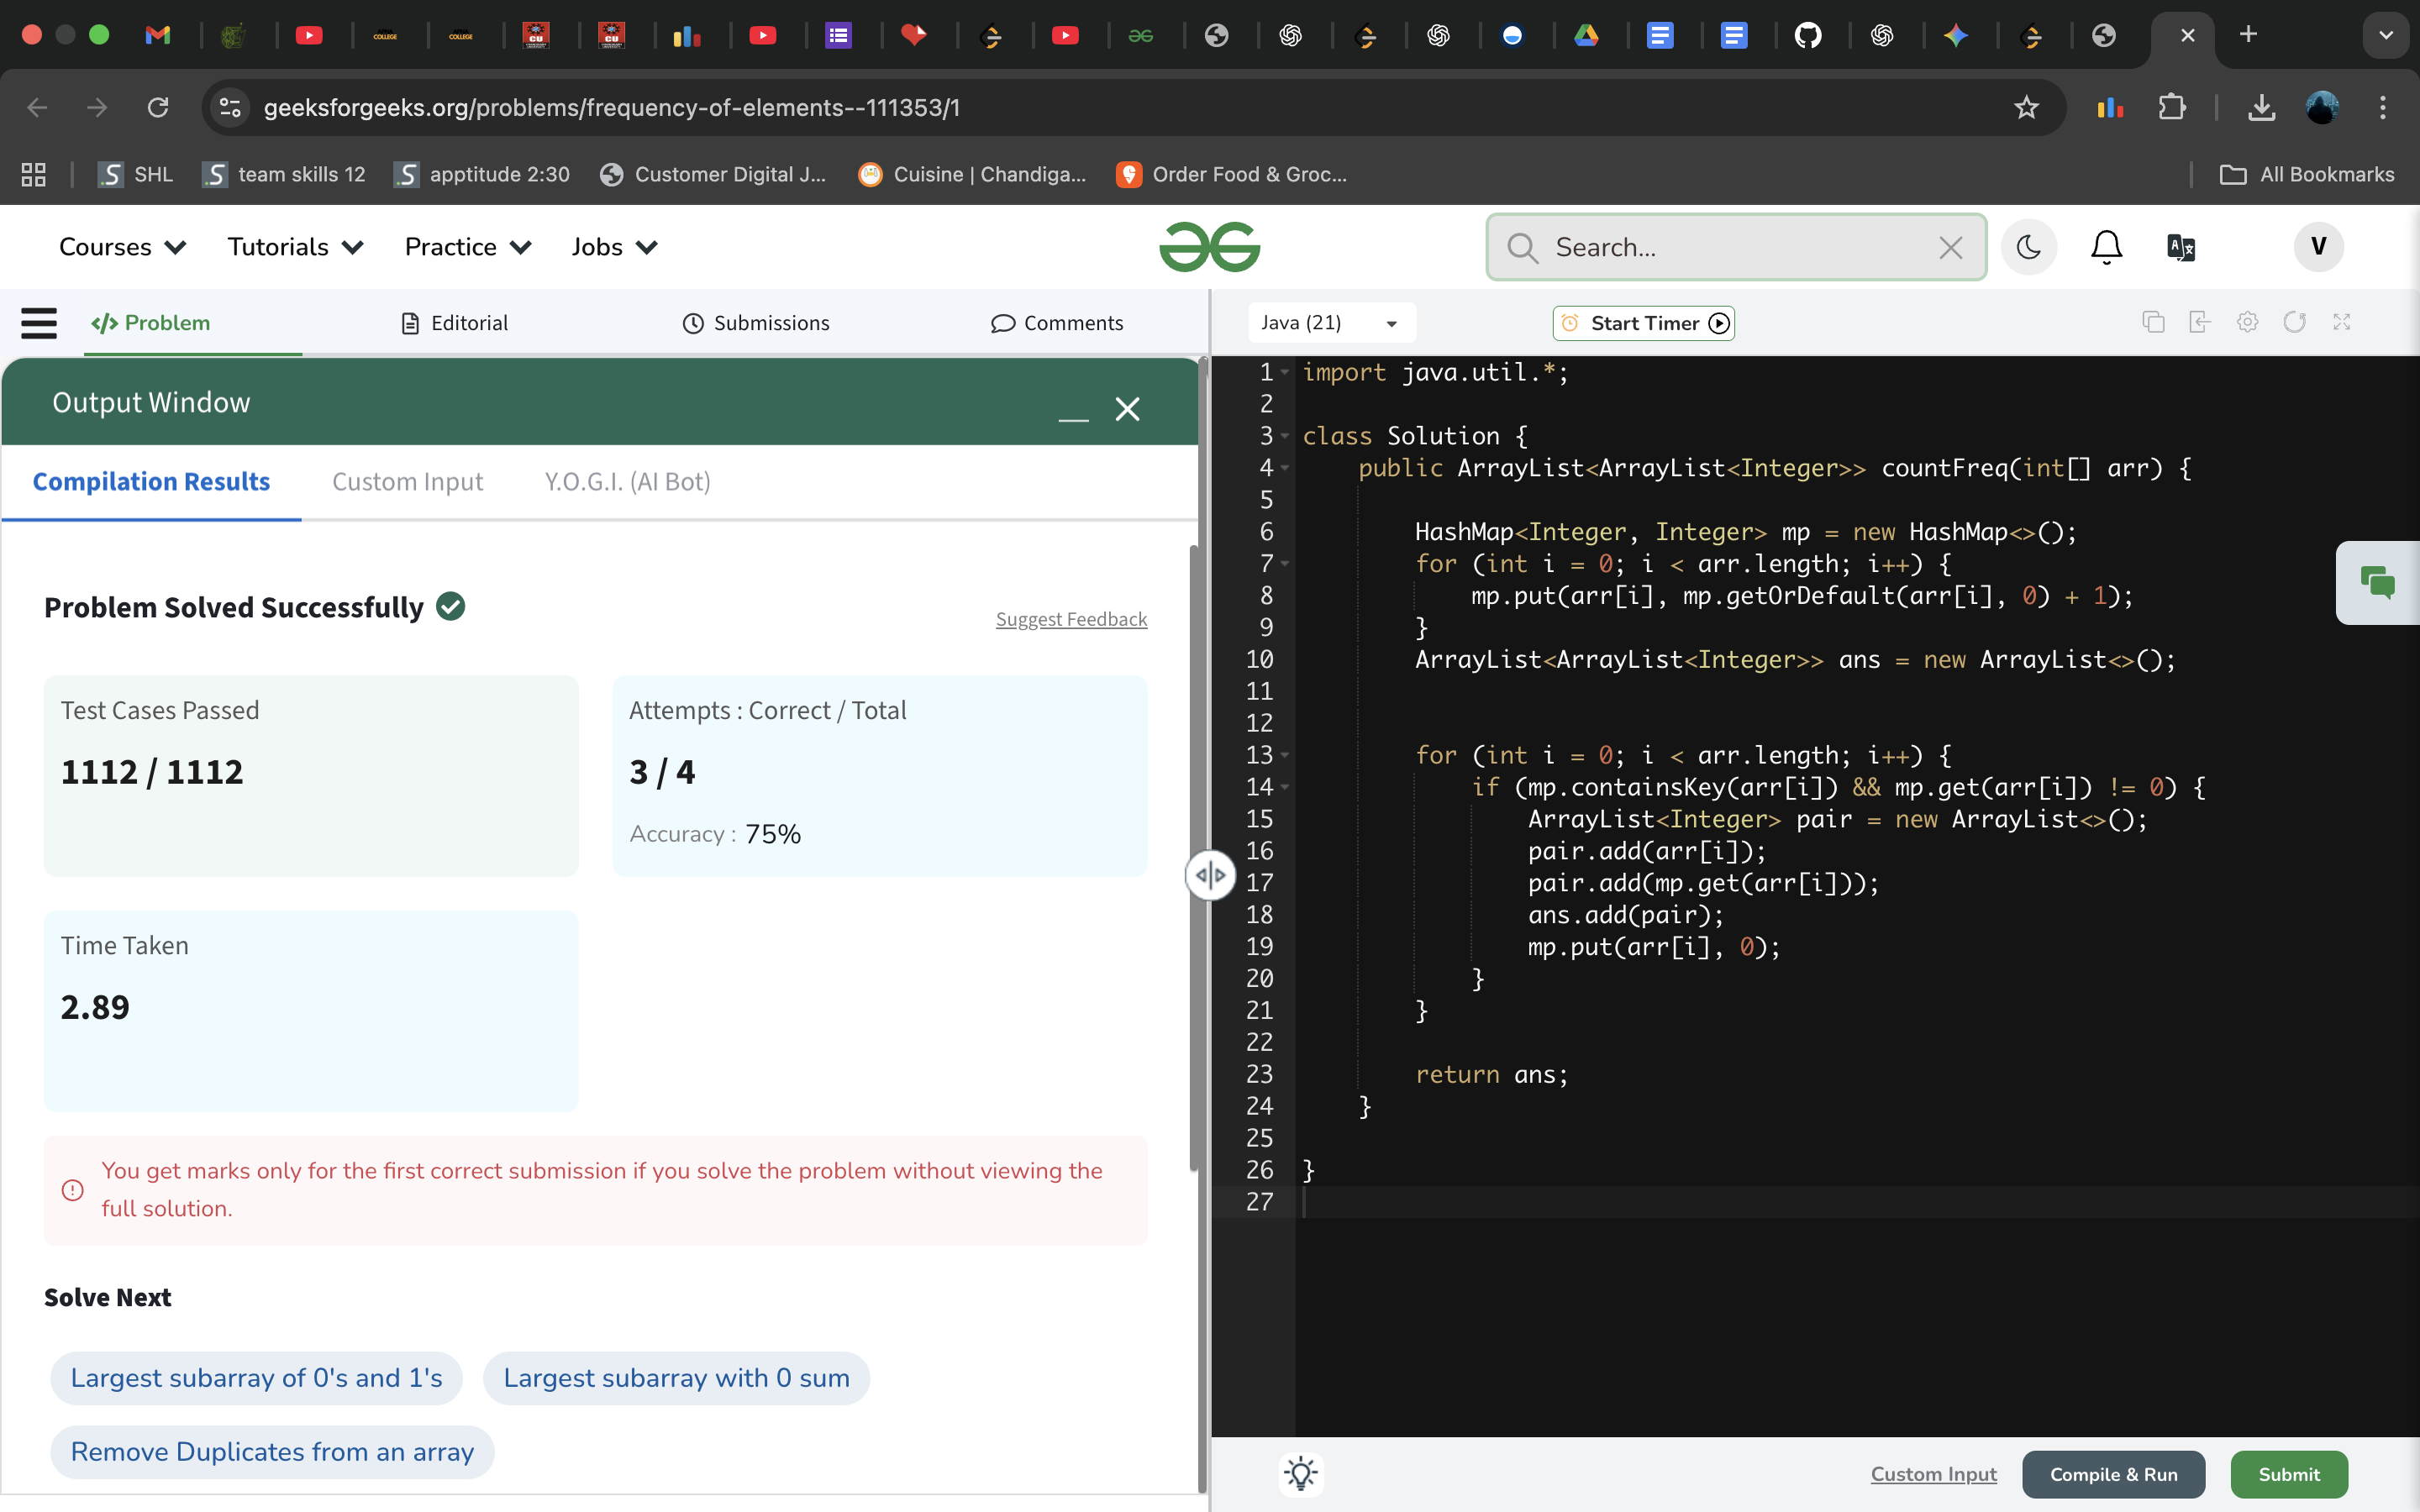 geeksforgeeks.org/problems/frequency-of-elements--111353/1
SHL team skills 12 apptitude 2:30 Customer Digital J... Cuisine | Chandiga... Order Food & Groc... All Bookmarks
Courses Tutorials Practice Jobs Search... V
Problem Editorial Submissions Comments
Output Window
Compilation Results Custom Input Y.O.G.I. (AI Bot)
Problem Solved Successfully
Suggest Feedback
Test Cases Passed
1112 / 1112
Attempts : Correct / Total
3 / 4
Accuracy : 75%
Time Taken
2.89
You get marks only for the first correct submission if you solve the problem without viewing the
full solution.
Solve Next
Largest subarray of 0's and 1's Largest subarray with 0 sum
Remove Duplicates from an array
Java (21) Start Timer
1 import java.util.*;
2
3 class Solution {
4     public ArrayList<ArrayList<Integer>> countFreq(int[] arr) {
5
6         HashMap<Integer, Integer> mp = new HashMap<>();
7         for (int i = 0; i < arr.length; i++) {
8             mp.put(arr[i], mp.getOrDefault(arr[i], 0) + 1);
9         }
10         ArrayList<ArrayList<Integer>> ans = new ArrayList<>();
11
12
13         for (int i = 0; i < arr.length; i++) {
14             if (mp.containsKey(arr[i]) && mp.get(arr[i]) != 0) {
15                 ArrayList<Integer> pair = new ArrayList<>();
16                 pair.add(arr[i]);
17                 pair.add(mp.get(arr[i]));
18                 ans.add(pair);
19                 mp.put(arr[i], 0);
20             }
21         }
22
23         return ans;
24     }
25
26 }
27
Custom Input Compile & Run Submit